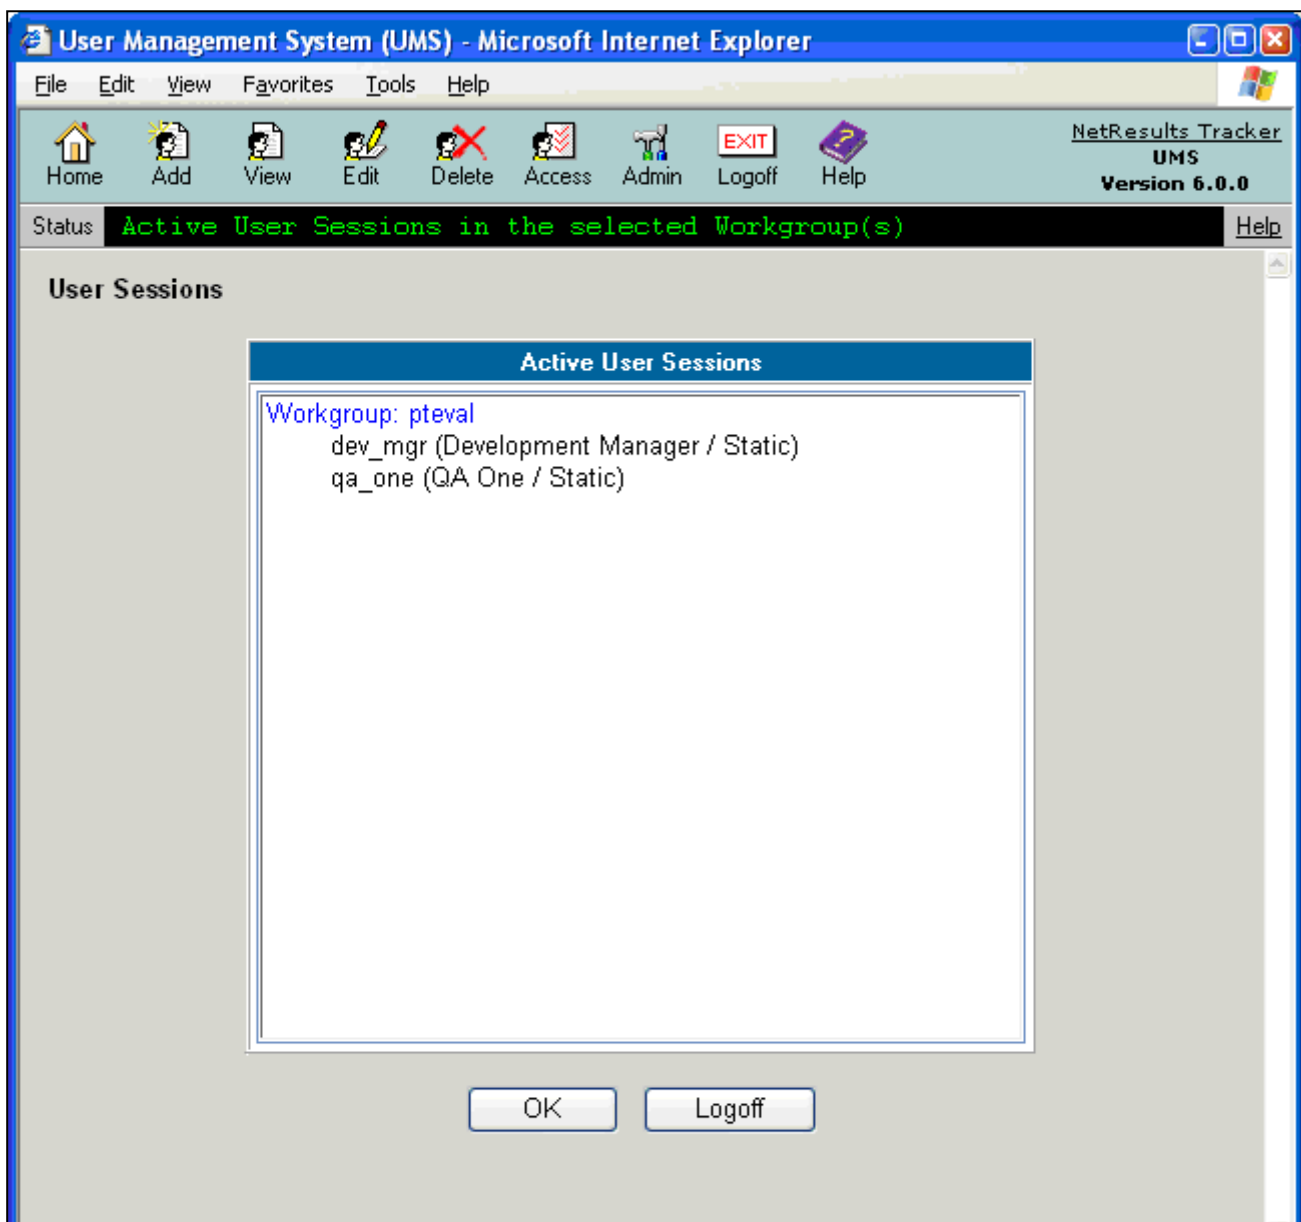 User Management System (UMS) - Microsoft Internet Explorer
File Edit View Favorites Tools Help
Home Add View Edit Delete Access Admin EXIT Logoff ? Help
NetResults Tracker
UMS
Version 6.0.0
Status Active User Sessions in the selected Workgroup(s) Help
User Sessions
Active User Sessions
Workgroup: pteval
dev_mgr (Development Manager / Static)
qa_one (QA One / Static)
OK Logoff